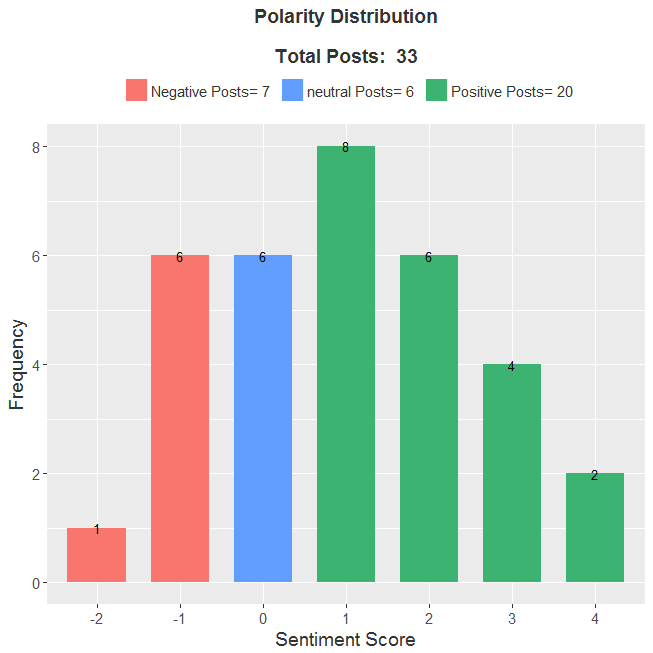 Polarity Distribution
Total Posts: 33
Negative Posts= 7 neutral Posts= 6 Positive Posts= 20
8
8
6
6
6
6
Frequency
4
4
2
2
1
0
-2 -1 0 1 2 3 4
Sentiment Score